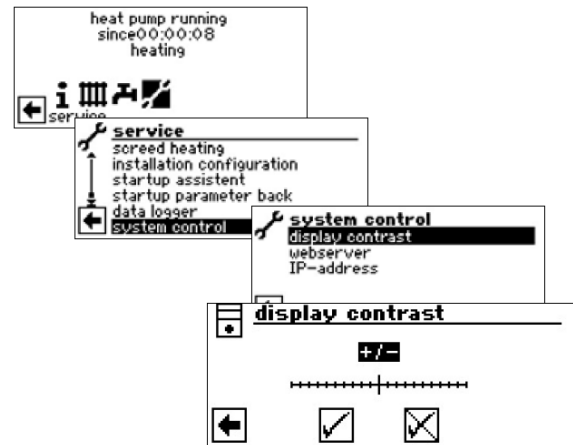 heat pump running
since00:00:08
heating
service
service
screed heating
installation configuration
startup assistent
startup parameter back
data logger
system control
system control
display contrast
webserver
IP-address
display contrast
+/-